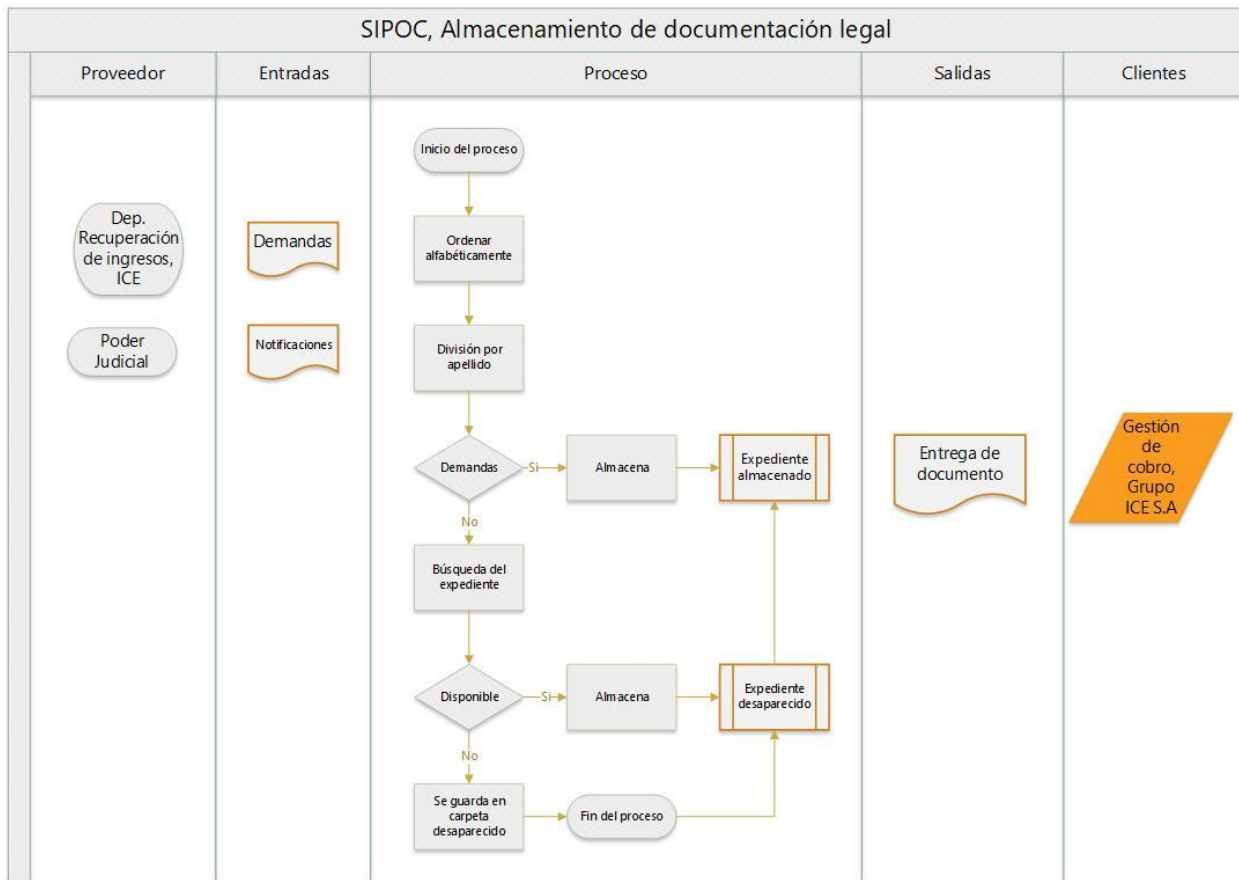 SIPOC, Almacenamiento de documentación legal
Proveedor
Entradas
Proceso
Salidas
Clientes
Dep.
Recuperación
de ingresos,
ICE
Poder
Judicial
Demandas
Notificaciones
Inicio del proceso
Ordenar
alfabéticamente
División por
apellido
Demandas
Si
Almacena
Expediente
almacenado
No
Búsqueda del
expediente
Disponible
Si
Almacena
Expediente
desaparecido
No
Se guarda en
carpeta
desaparecido
Fin del proceso
Entrega de
documento
Gestión
de
cobro,
Grupo
ICE S.A